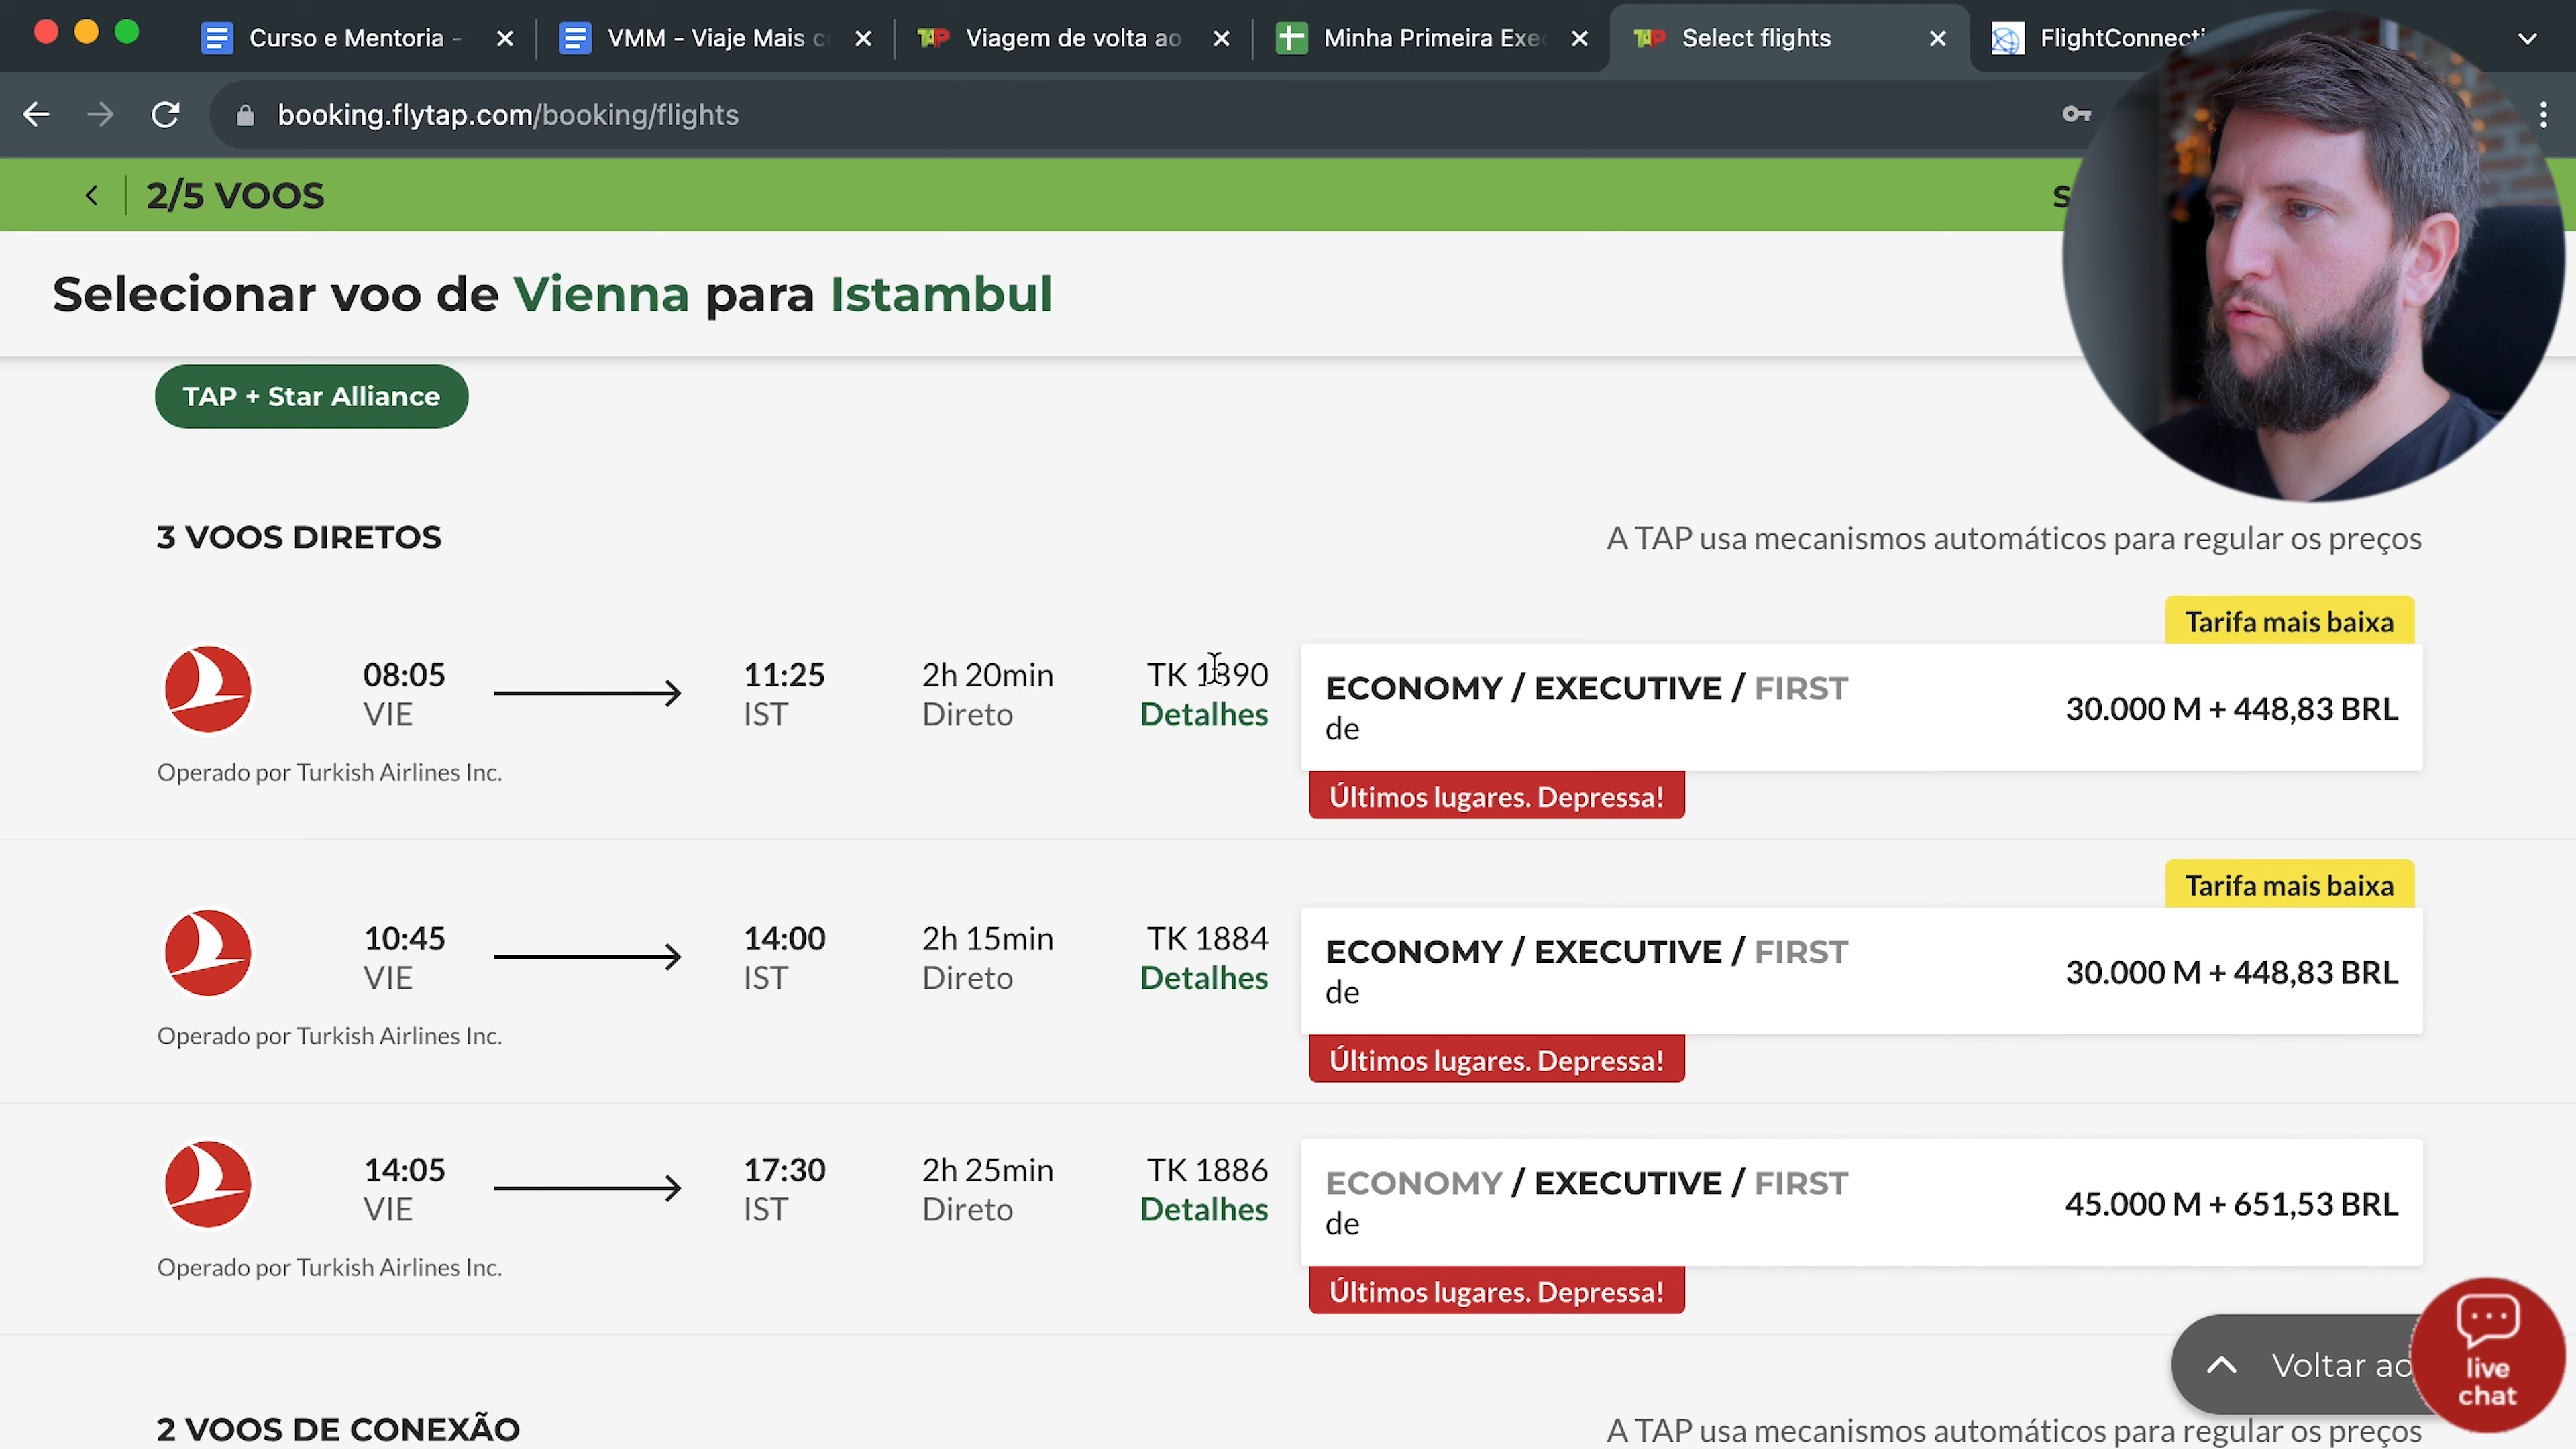 Curso e Mentoria -
VMM - Viaje Mais c
Viagem de volta ao
Minha Primeira Exe
TAP Select flights
FlightConnecti
booking.flytap.com/booking/flights
2/5 VOOS
S
Selecionar voo de Vienna para Istambul
TAP + Star Alliance
3 VOOS DIRETOS
A TAP usa mecanismos automáticos para regular os preços
Tarifa mais baixa
08:05
VIE
11:25
IST
2h 20min
Direto
TK 1390
Detalhes
ECONOMY / EXECUTIVE / FIRST
de
30.000 M + 448,83 BRL
Operado por Turkish Airlines Inc.
Últimos lugares. Depressa!
Tarifa mais baixa
10:45
VIE
14:00
IST
2h 15min
Direto
TK 1884
Detalhes
ECONOMY / EXECUTIVE / FIRST
de
30.000 M + 448,83 BRL
Operado por Turkish Airlines Inc.
Últimos lugares. Depressa!
14:05
VIE
17:30
IST
2h 25min
Direto
TK 1886
Detalhes
ECONOMY / EXECUTIVE / FIRST
de
45.000 M + 651,53 BRL
Operado por Turkish Airlines Inc.
Últimos lugares. Depressa!
Voltar ao
live
chat
2 VOOS DE CONEXÃO
A TAP usa mecanismos automáticos para regular os preços